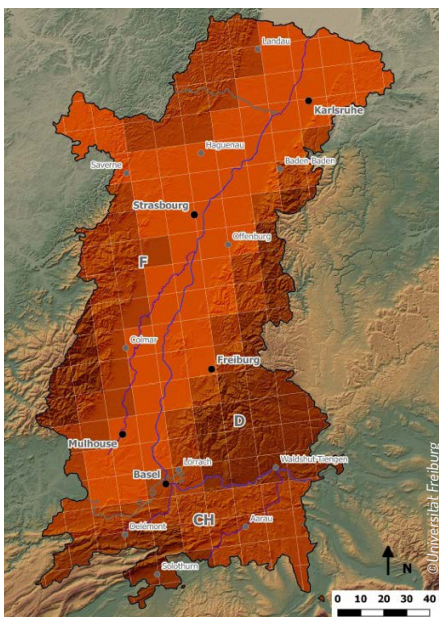 Landau
Karlsruhe
Haguenau
Saverne
Baden-Baden
Strasbourg
Offenburg
F
Colmar
Freiburg
D
Mulhouse
Lörrach
Waldshut-Tiengen
Basel
CH
Delémont
Aarau
Solothurn
N
0 10 20 30 40
©Universität Freiburg